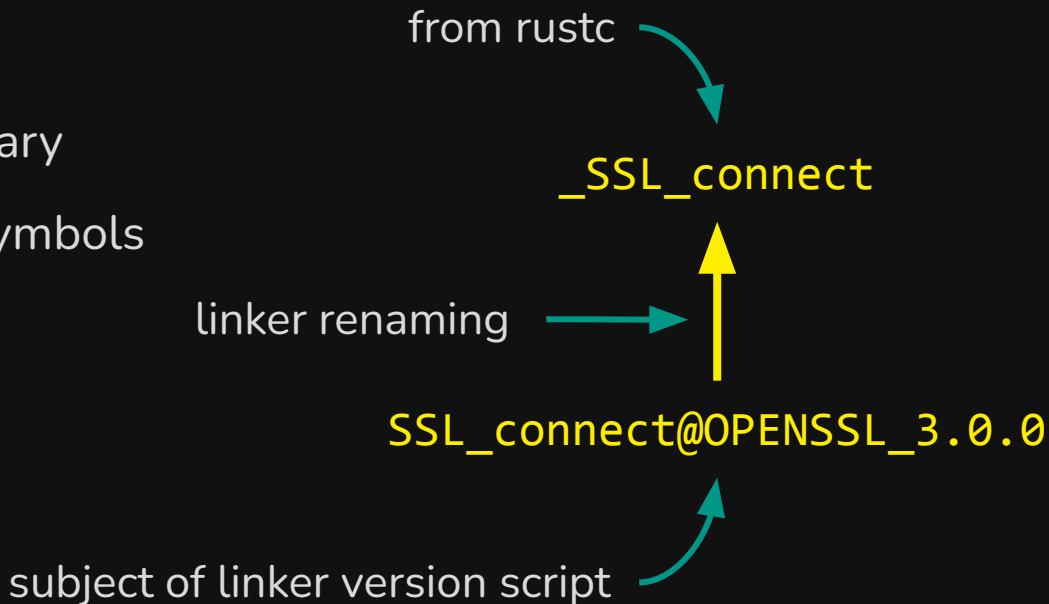 from rustc
ary
_SSL_connect
ymbols
linker renaming
SSL_connect@OPENSSL_3.0.0
subject of linker version script